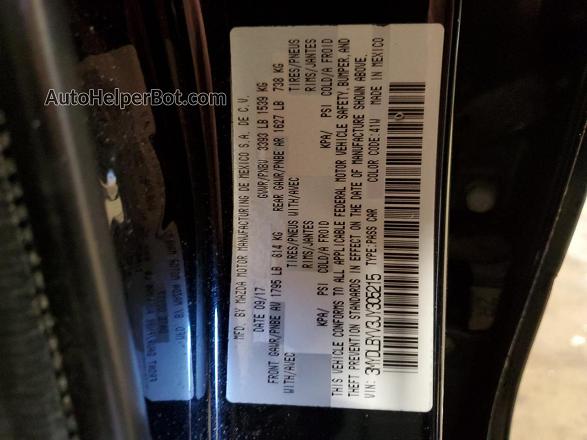 AutoHelperBot.com
MFD. BY MAZDA MOTOR MANUFACTURING DE MEXICO S.A. DE C.V.
DATE 09/17 GVWR/PNBV 3393 LB 1539 KG
FRONT GAWR/PNBE AV 1795 LB 814 KG REAR GAWR/PNBE AR 1627 LB 738 KG
WITH/AVEC TIRES/PNEUS WITH/AVEC TIRES/PNEUS
RIMS/JANTES RIMS/JANTES
KPA/ PSI COLD/A FROID KPA/ PSI COLD/A FROID
THIS VEHICLE CONFORMS TO ALL APPLICABLE FEDERAL MOTOR VEHICLE SAFETY, BUMPER, AND
THEFT PREVENTION STANDARDS IN EFFECT ON THE DATE OF MANUFACTURE SHOWN ABOVE.
VIN: 3MYDLBYV3JY305215 TYPE: PASS CAR COLOR CODE: 41W MADE IN MEXICO
AutoHelperBot.com